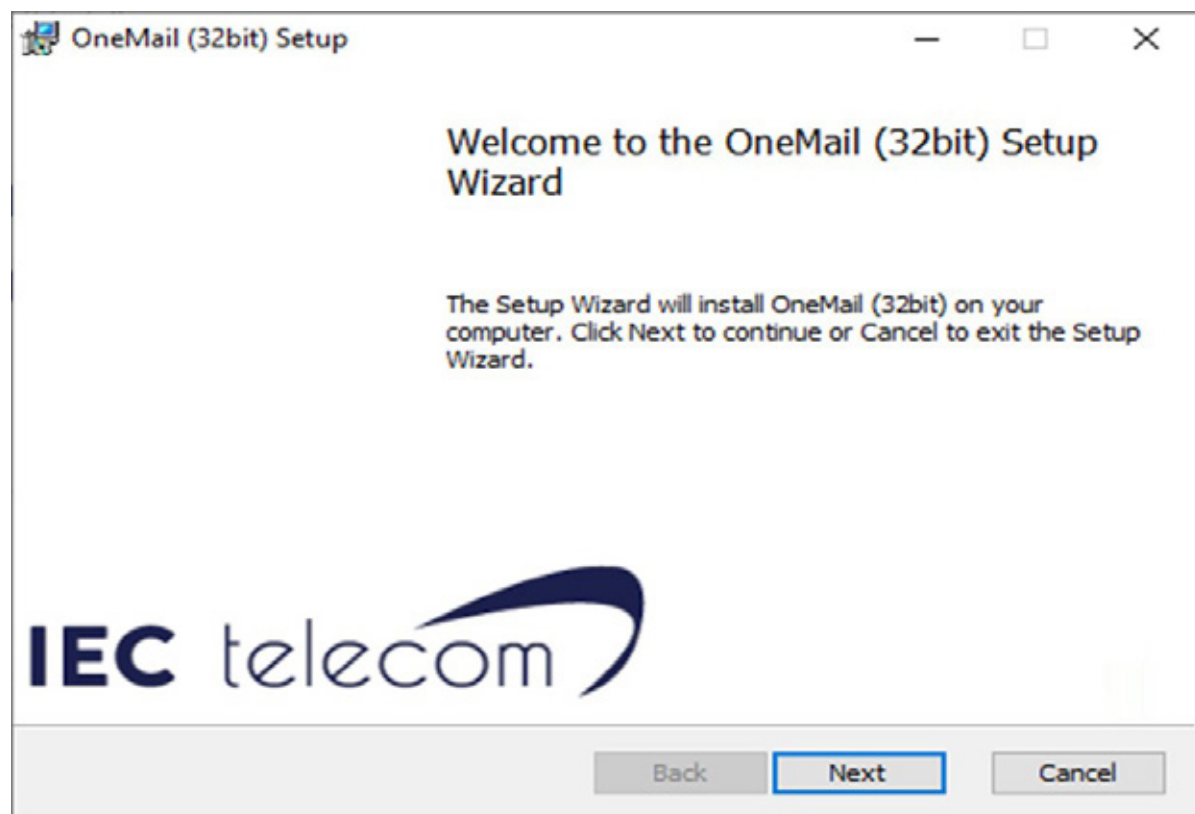 OneMail (32bit) Setup
Welcome to the OneMail (32bit) Setup
Wizard
The Setup Wizard will install OneMail (32bit) on your
computer. Click Next to continue or Cancel to exit the Setup
Wizard.
IEC telecom
Back Next Cancel